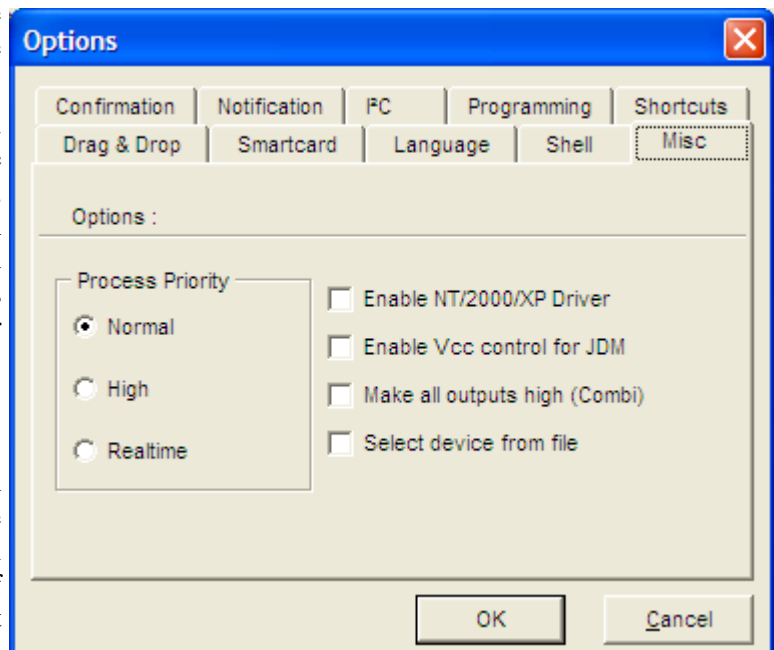 Options
Confirmation
Notification
I²C
Programming
Shortcuts
Drag & Drop
Smartcard
Language
Shell
Misc
Options :
Process Priority
Normal
High
Realtime
Enable NT/2000/XP Driver
Enable Vcc control for JDM
Make all outputs high (Combi)
Select device from file
OK
Cancel